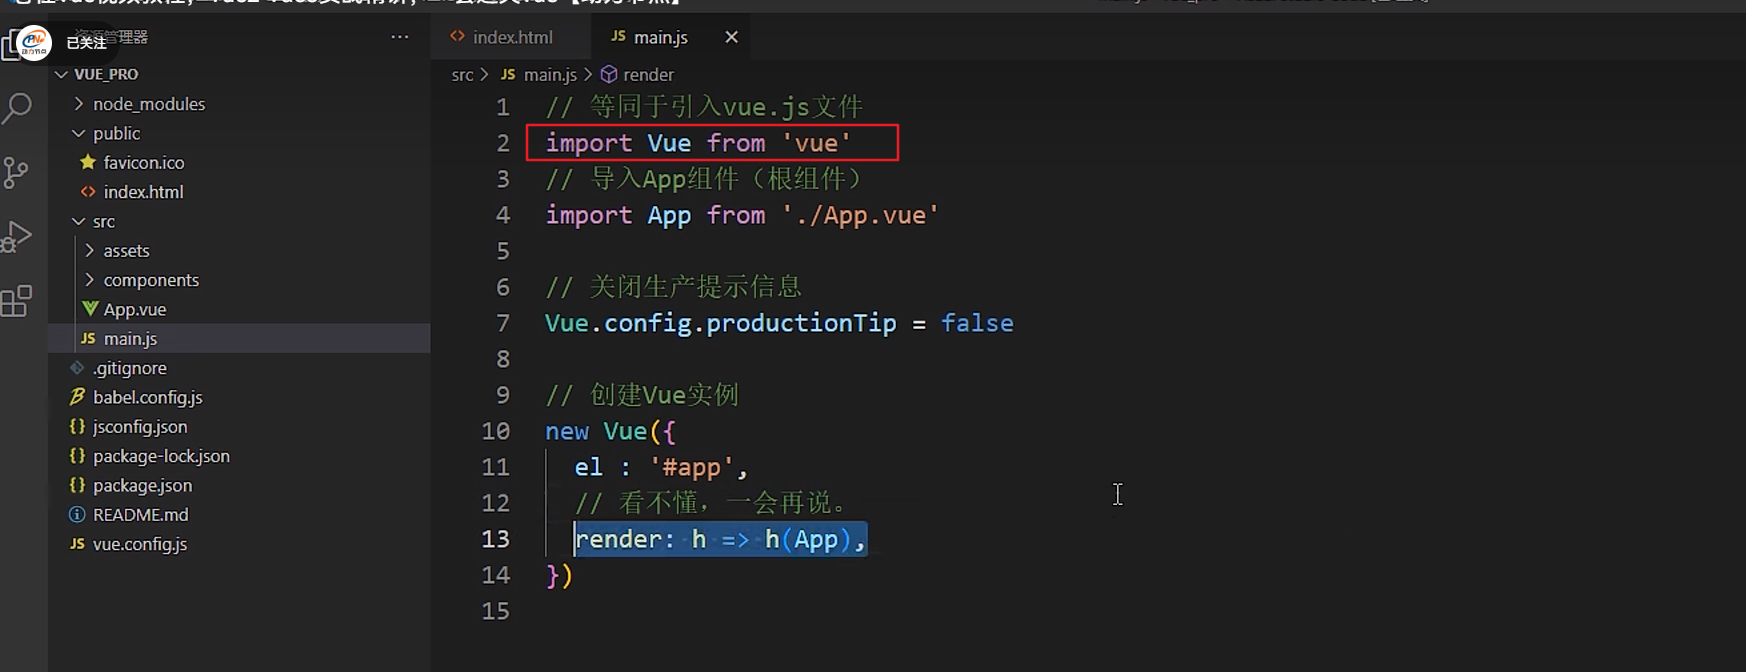 已关注
资源管理器
VUE_PRO
node_modules
public
favicon.ico
index.html
src
assets
components
App.vue
JS main.js
.gitignore
babel.config.js
{} jsconfig.json
{} package-lock.json
{} package.json
README.md
JS vue.config.js
index.html
JS main.js
src > JS main.js > render
1 // 等同于引入vue.js文件
2 import Vue from 'vue'
3 // 导入App组件（根组件）
4 import App from './App.vue'
5
6 // 关闭生产提示信息
7 Vue.config.productionTip = false
8
9 // 创建Vue实例
10 new Vue({
11 el : '#app',
12 // 看不懂，一会再说。
13 render: h => h(App),
14 })
15